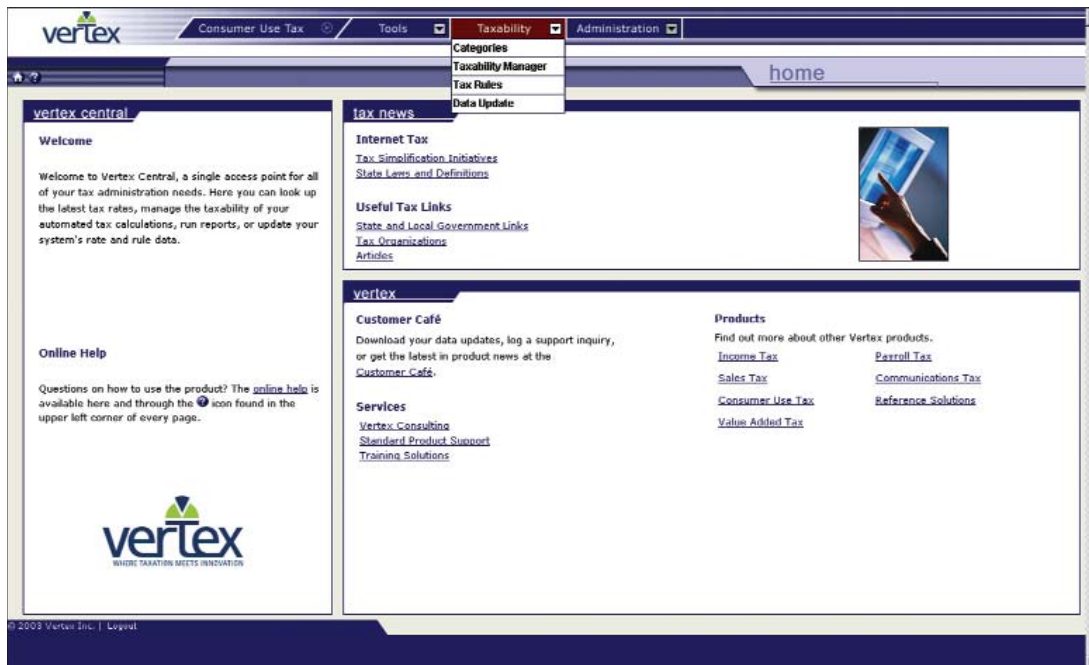 vertex
Consumer Use Tax
Tools
Taxability
Administration
Categories
Taxability Manager
Tax Rules
Data Update
home
vertex central
Welcome
Welcome to Vertex Central, a single access point for all
of your tax administration needs. Here you can look up
the latest tax rates, manage the taxability of your
automated tax calculations, run reports, or update your
system's rate and rule data.
Online Help
Questions on how to use the product? The online help is
available here and through the ? icon found in the
upper left corner of every page.
vertex
WHERE TAXATION MEETS INNOVATION
tax news
Internet Tax
Tax Simplification Initiatives
State Laws and Definitions
Useful Tax Links
State and Local Government Links
Tax Organizations
Articles
vertex
Customer Café
Download your data updates, log a support inquiry,
or get the latest in product news at the
Customer Café.
Services
Vertex Consulting
Standard Product Support
Training Solutions
Products
Find out more about other Vertex products.
Income Tax
Payroll Tax
Sales Tax
Communications Tax
Consumer Use Tax
Reference Solutions
Value Added Tax
© 2003 Vertex Inc. | Logout